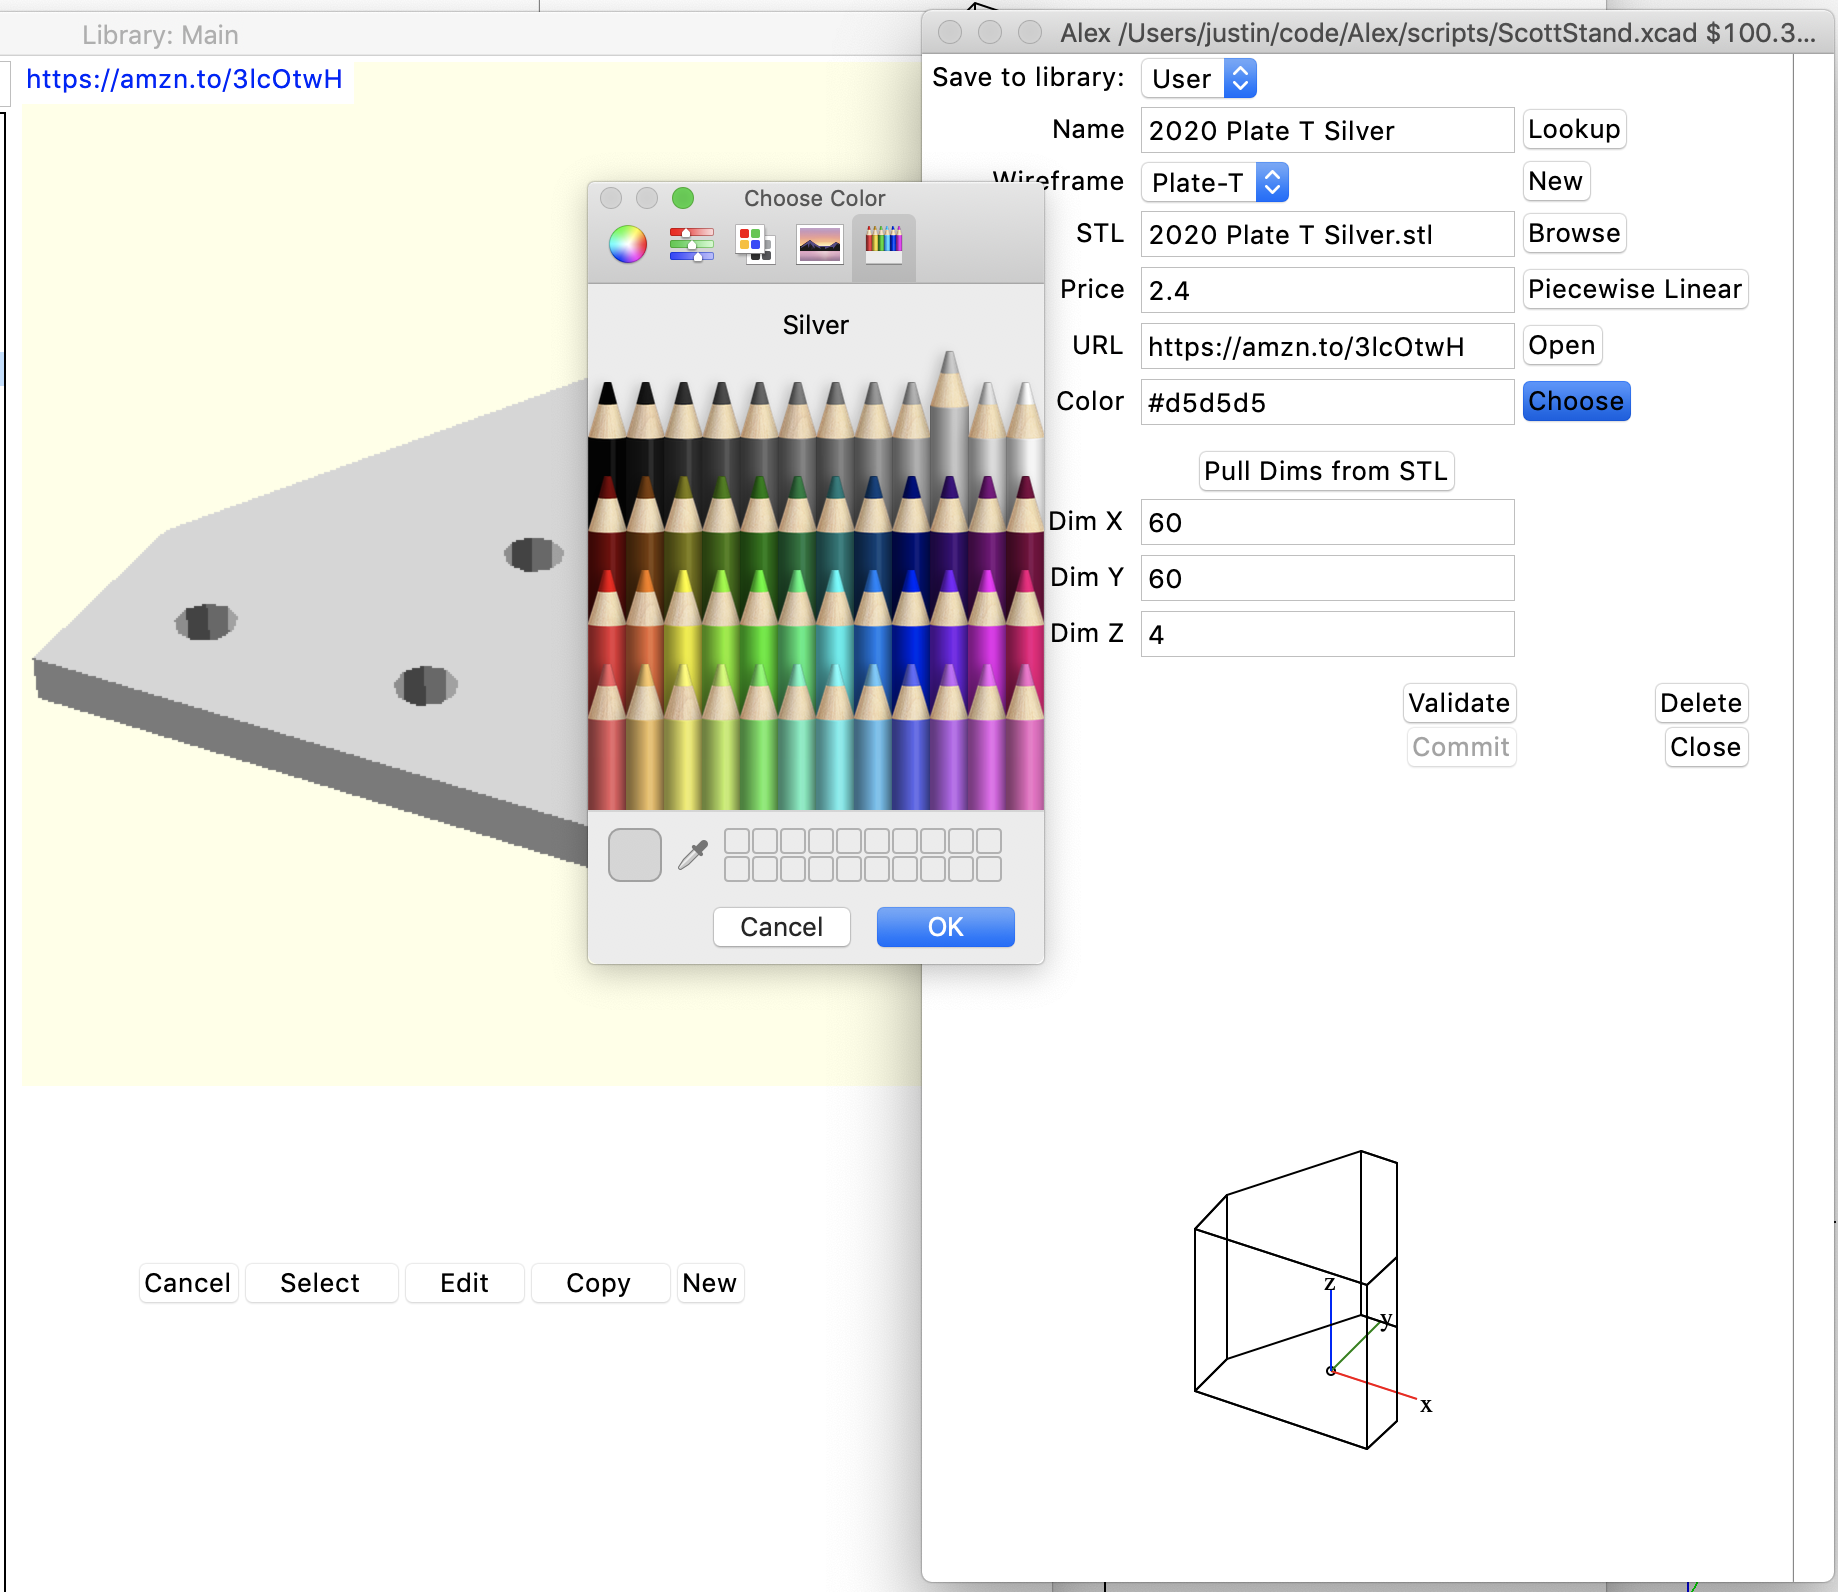 Library: Main
https://amzn.to/3lcOtwH
Cancel Select Edit Copy New
Choose Color
Silver
Cancel OK
Alex /Users/justin/code/Alex/scripts/ScottStand.xcad $100.3...
Save to library: User
Name 2020 Plate T Silver Lookup
Wireframe Plate-T New
STL 2020 Plate T Silver.stl Browse
Price 2.4 Piecewise Linear
URL https://amzn.to/3lcOtwH Open
Color #d5d5d5 Choose
Pull Dims from STL
Dim X 60
Dim Y 60
Dim Z 4
Validate Delete
Commit Close
z
y
x